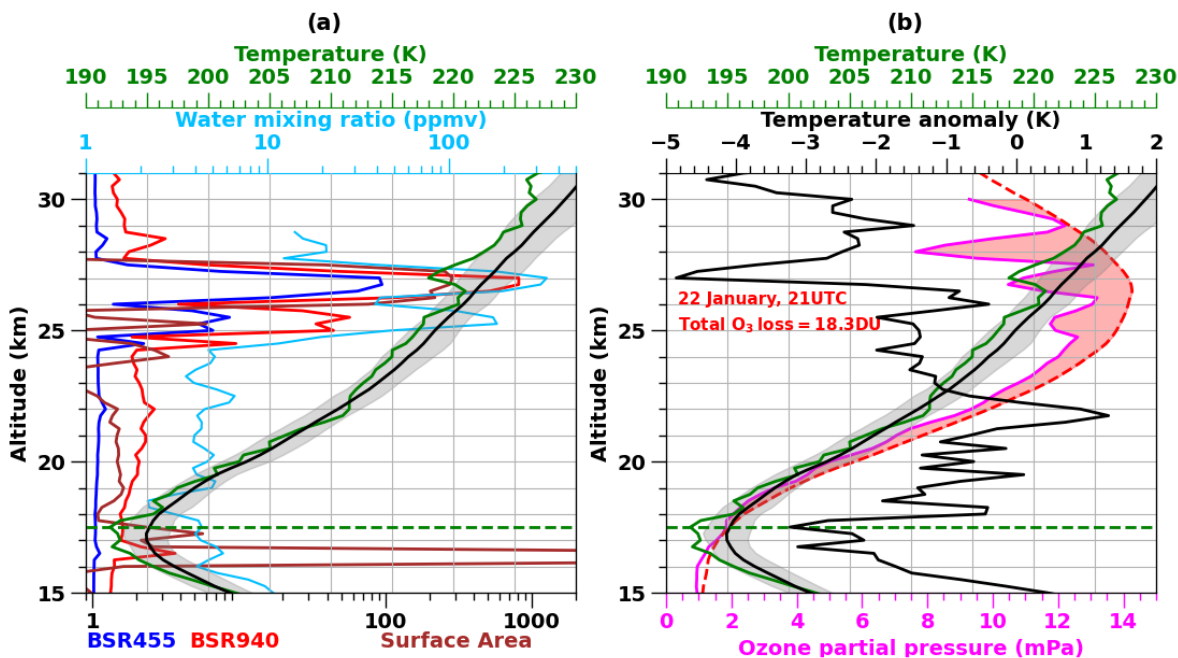 (a)
Temperature (K)
190 195 200 205 210 215 220 225 230
Water mixing ratio (ppmv)
1 10 100
Altitude (km)
30
25
20
15
1 100 1000
BSR455 BSR940 Surface Area
(b)
Temperature (K)
190 195 200 205 210 215 220 225 230
Temperature anomaly (K)
−5 −4 −3 −2 −1 0 1 2
Altitude (km)
30
25
20
15
22 January, 21UTC
Total O₃ loss = 18.3DU
0 2 4 6 8 10 12 14
Ozone partial pressure (mPa)